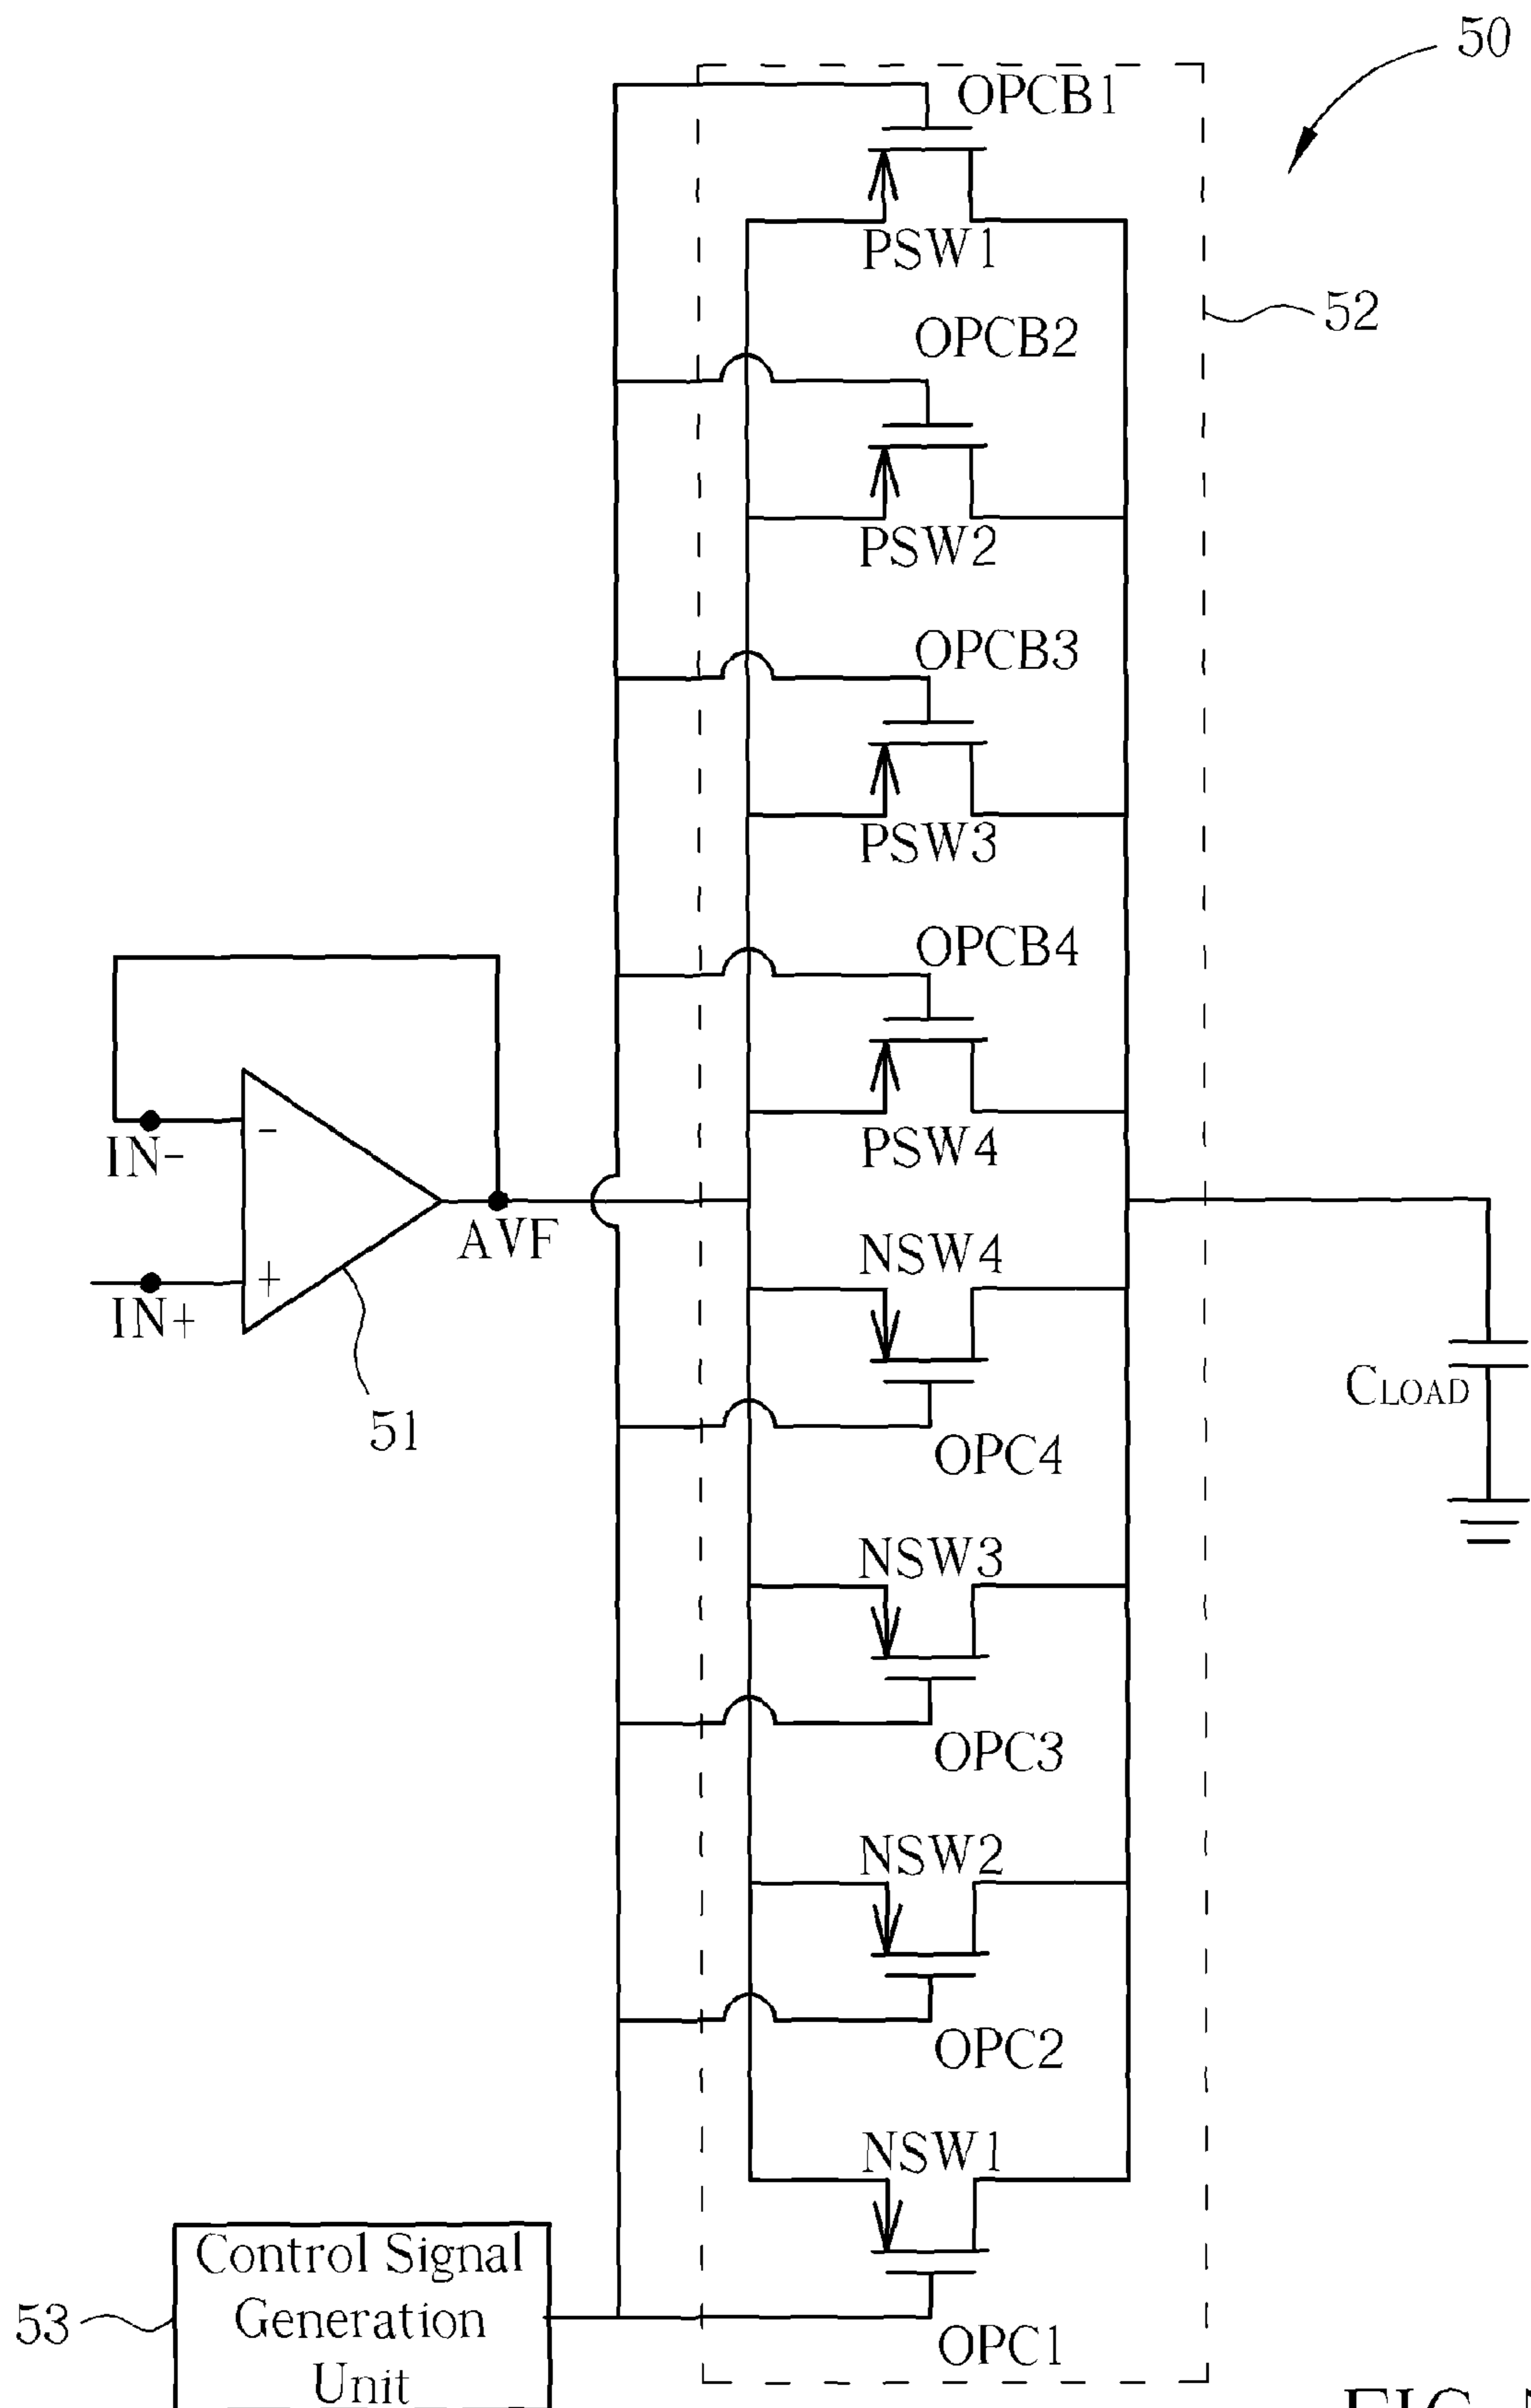 50
OPCB1
PSW1
52
OPCB2
PSW2
OPCB3
PSW3
OPCB4
PSW4
IN-
-
AVF
+
IN+
51
NSW4
OPC4
CLOAD
NSW3
OPC3
NSW2
OPC2
NSW1
OPC1
53
Control Signal
Generation
Unit